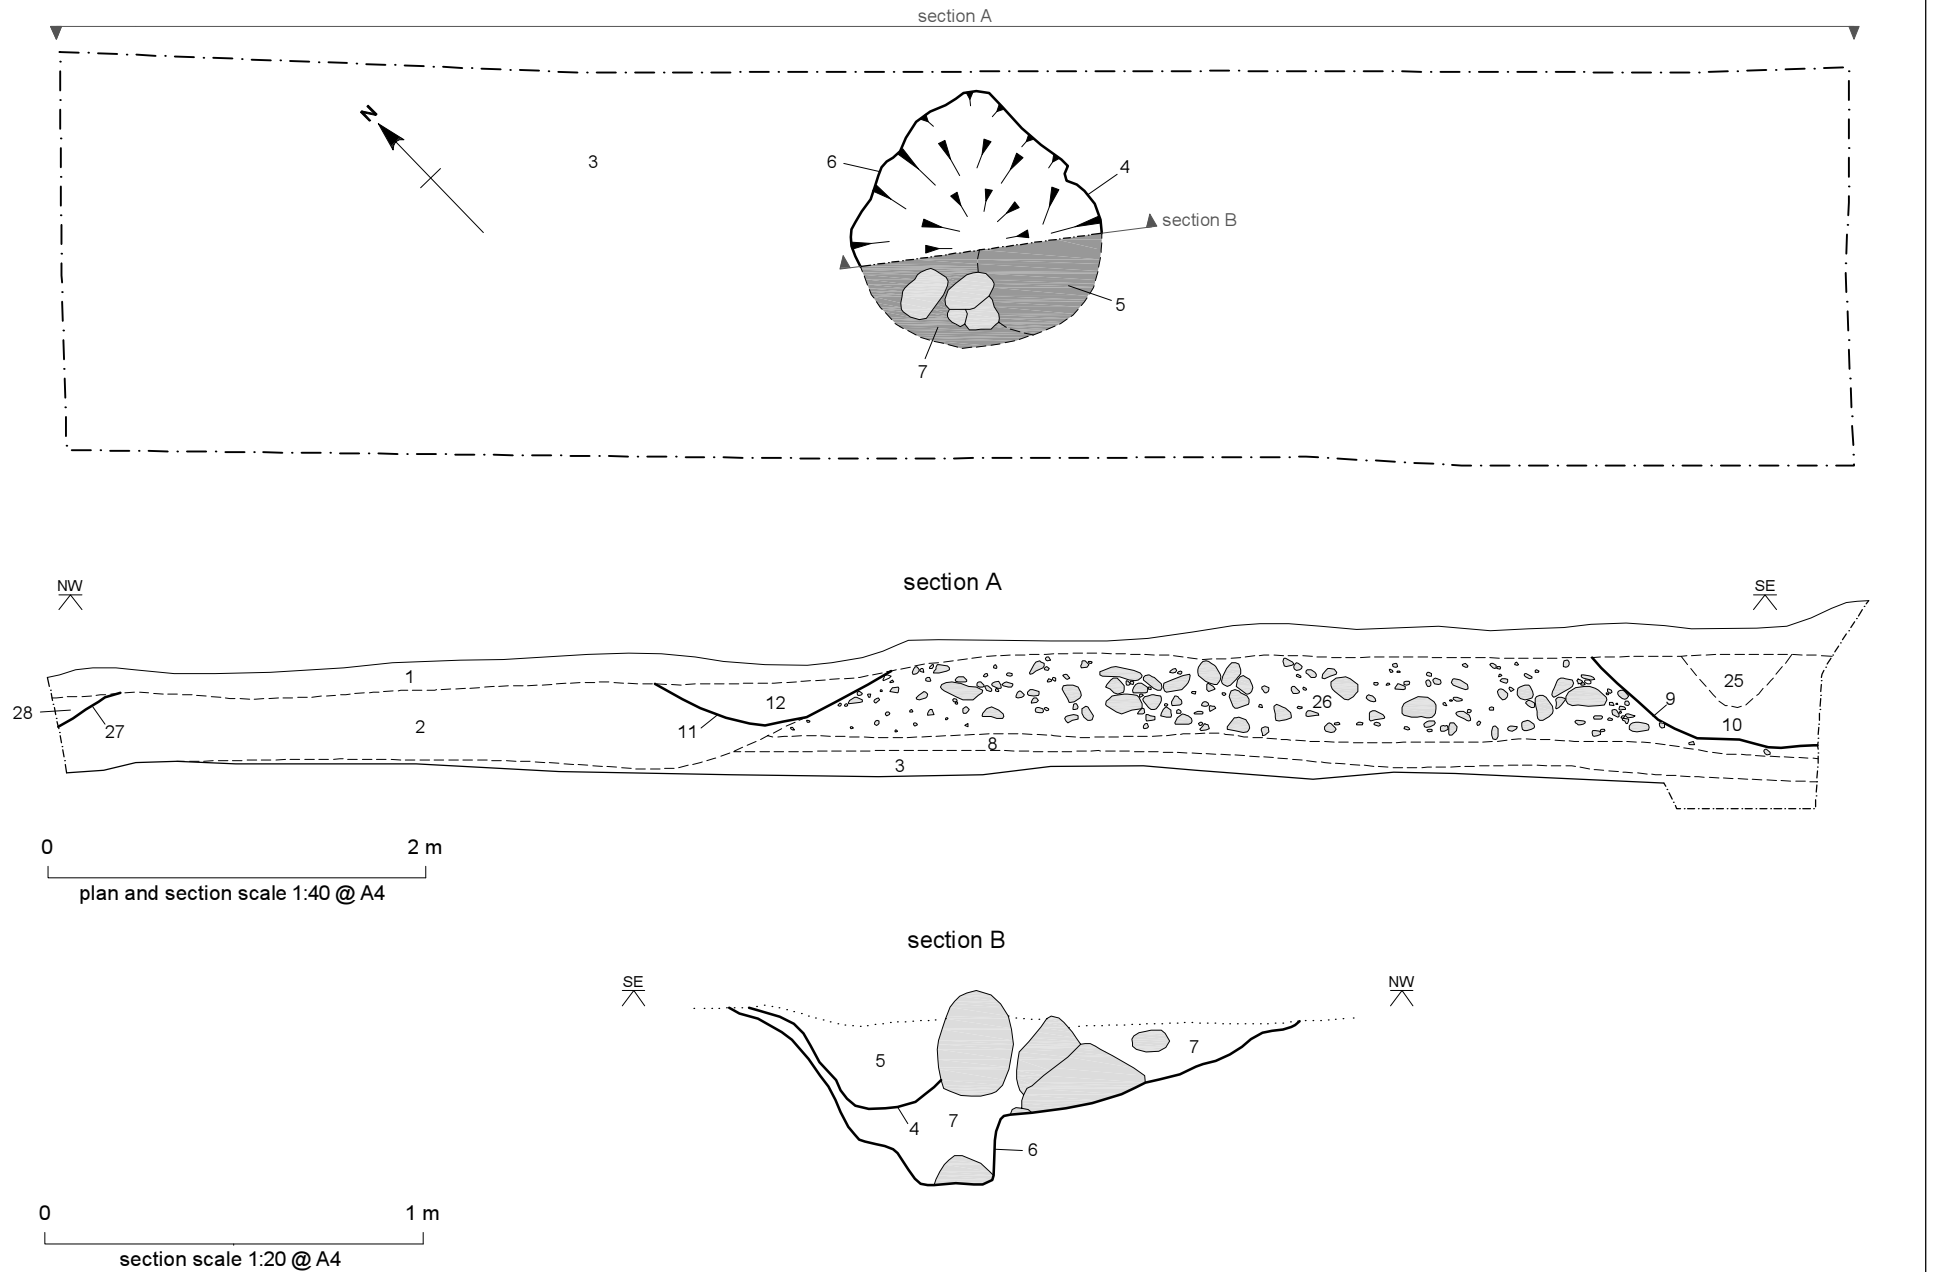 section A
N
3
6
4
section B
5
7
section A
NW
SE
1
28
27
2
12
11
26
9
25
10
8
3
0 2 m
plan and section scale 1:40 @ A4
section B
SE
NW
5
7
7
4
6
0 1 m
section scale 1:20 @ A4